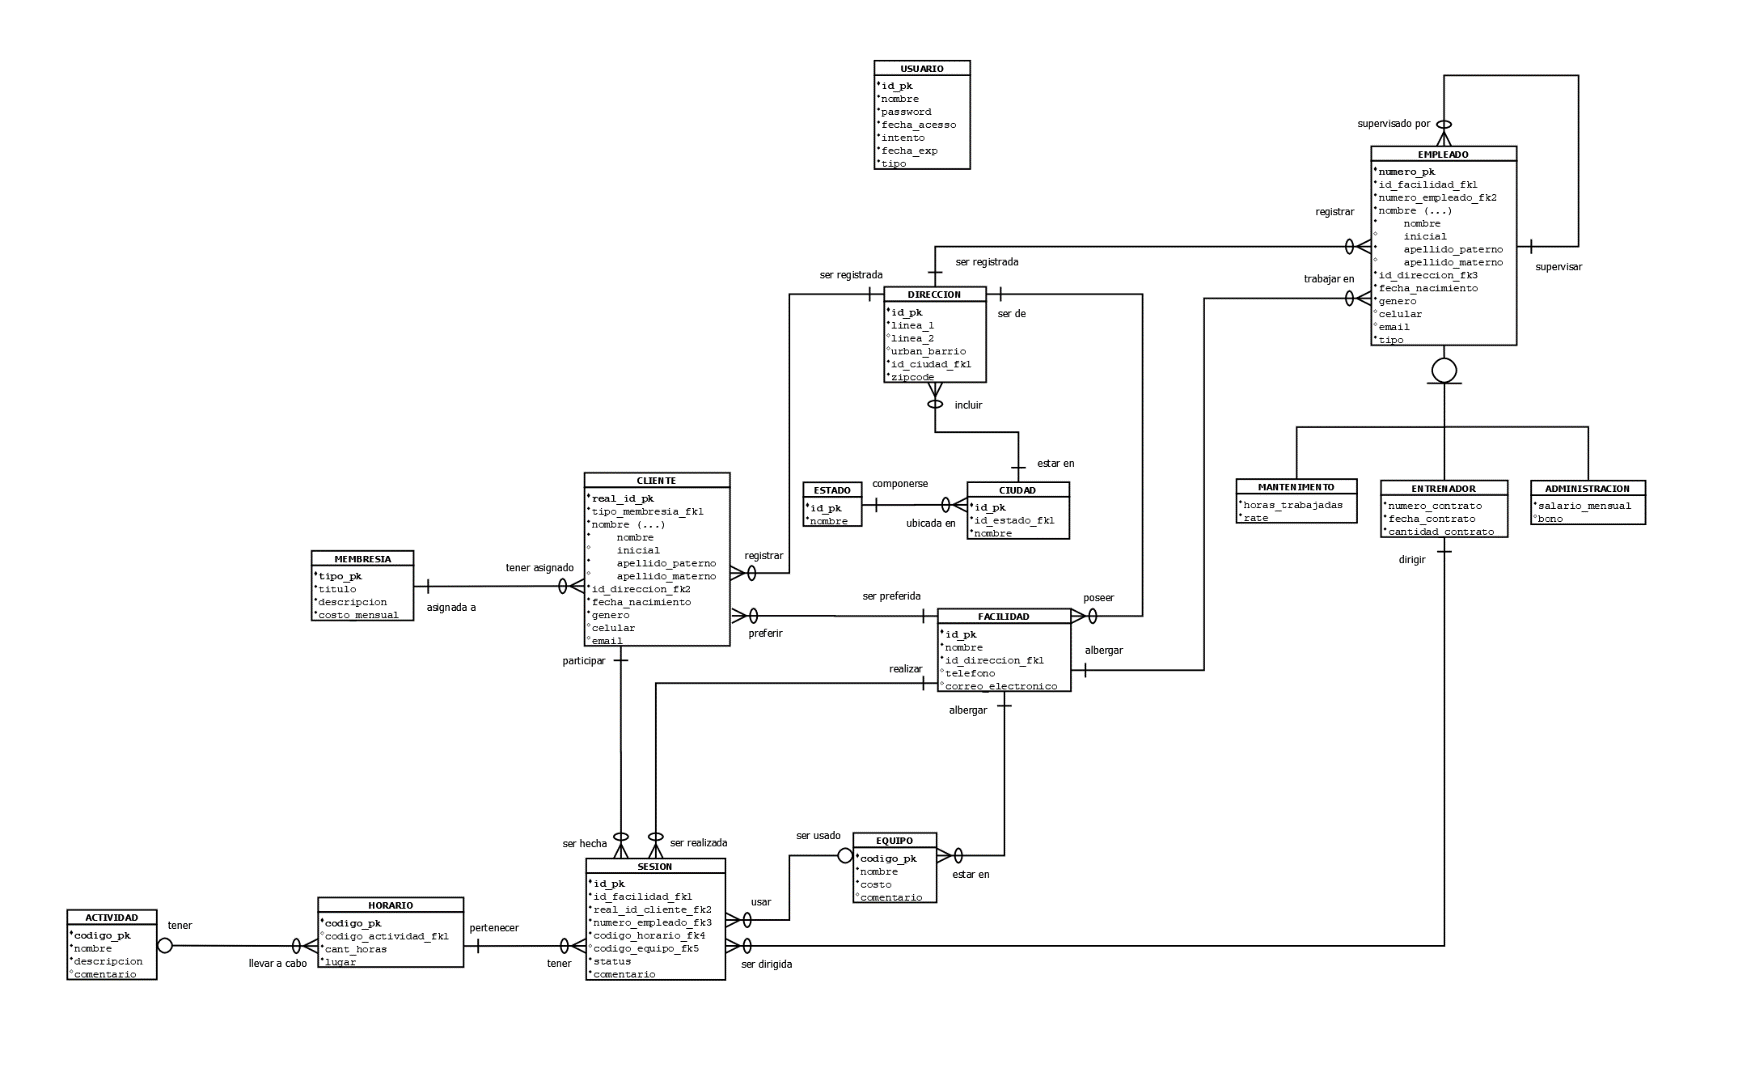 USUARIO
id_pk
nombre
password
fecha_acesso
intento
fecha_exp
tipo
supervisado por
EMPLEADO
numero_pk
id_facilidad_fk1
numero_empleado_fk2
nombre (...)
nombre
inicial
apellido_paterno
apellido_materno
id_direccion_fk3
fecha_nacimiento
genero
celular
email
tipo
registrar
supervisar
trabajar en
ser registrada
ser registrada
DIRECCION
id_pk
linea_1
linea_2
urban_barrio
id_ciudad_fk1
zipcode
ser de
incluir
estar en
componerse
ESTADO
id_pk
nombre
ubicada en
CIUDAD
id_pk
id_estado_fk1
nombre
MANTENIMIENTO
horas_trabajadas
rate
ENTRENADOR
numero_contrato
fecha_contrato
cantidad_contrato
ADMINISTRACION
salario_mensual
bono
dirigir
CLIENTE
real_id_pk
tipo_membresia_fk1
nombre (...)
nombre
inicial
apellido_paterno
apellido_materno
id_direccion_fk2
fecha_nacimiento
genero
celular
email
registrar
tener asignado
MEMBRESIA
tipo_pk
titulo
descripcion
costo_mensual
asignada a
ser preferida
preferir
poseer
FACILIDAD
id_pk
nombre
id_direccion_fk1
telefono
correo_electronico
albergar
participar
realizar
albergar
ser hecha
ser realizada
ser usado
EQUIPO
codigo_pk
nombre
costo
comentario
estar en
SESION
id_pk
id_facilidad_fk1
real_id_cliente_fk2
numero_empleado_fk3
codigo_horario_fk4
codigo_equipo_fk5
status
comentario
usar
ser dirigida
HORARIO
codigo_pk
codigo_actividad_fk1
cant_horas
lugar
pertenecer
tener
ACTIVIDAD
codigo_pk
nombre
descripcion
comentario
tener
llevar a cabo